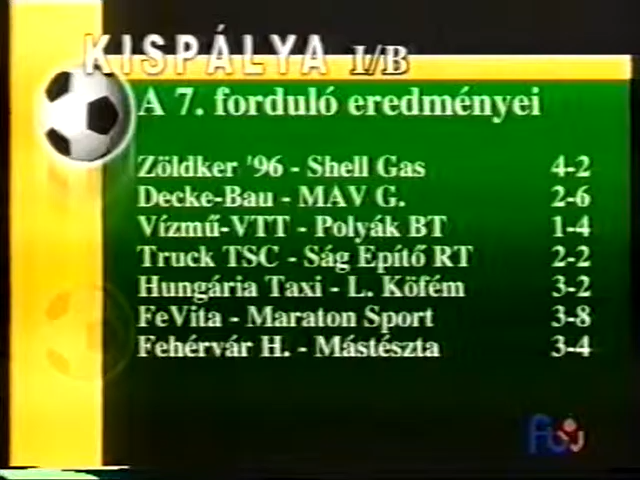 KISPÁLYA I/B
A 7. forduló eredményei
Zöldker '96 - Shell Gas 4-2
Decke-Bau - MAV G. 2-6
Vízmű-VTT - Polyák BT 1-4
Truck TSC - Ság Epítő RT 2-2
Hungária Taxi - L. Köfém 3-2
FeVita - Maraton Sport 3-8
Fehérvár H. - Mástészta 3-4